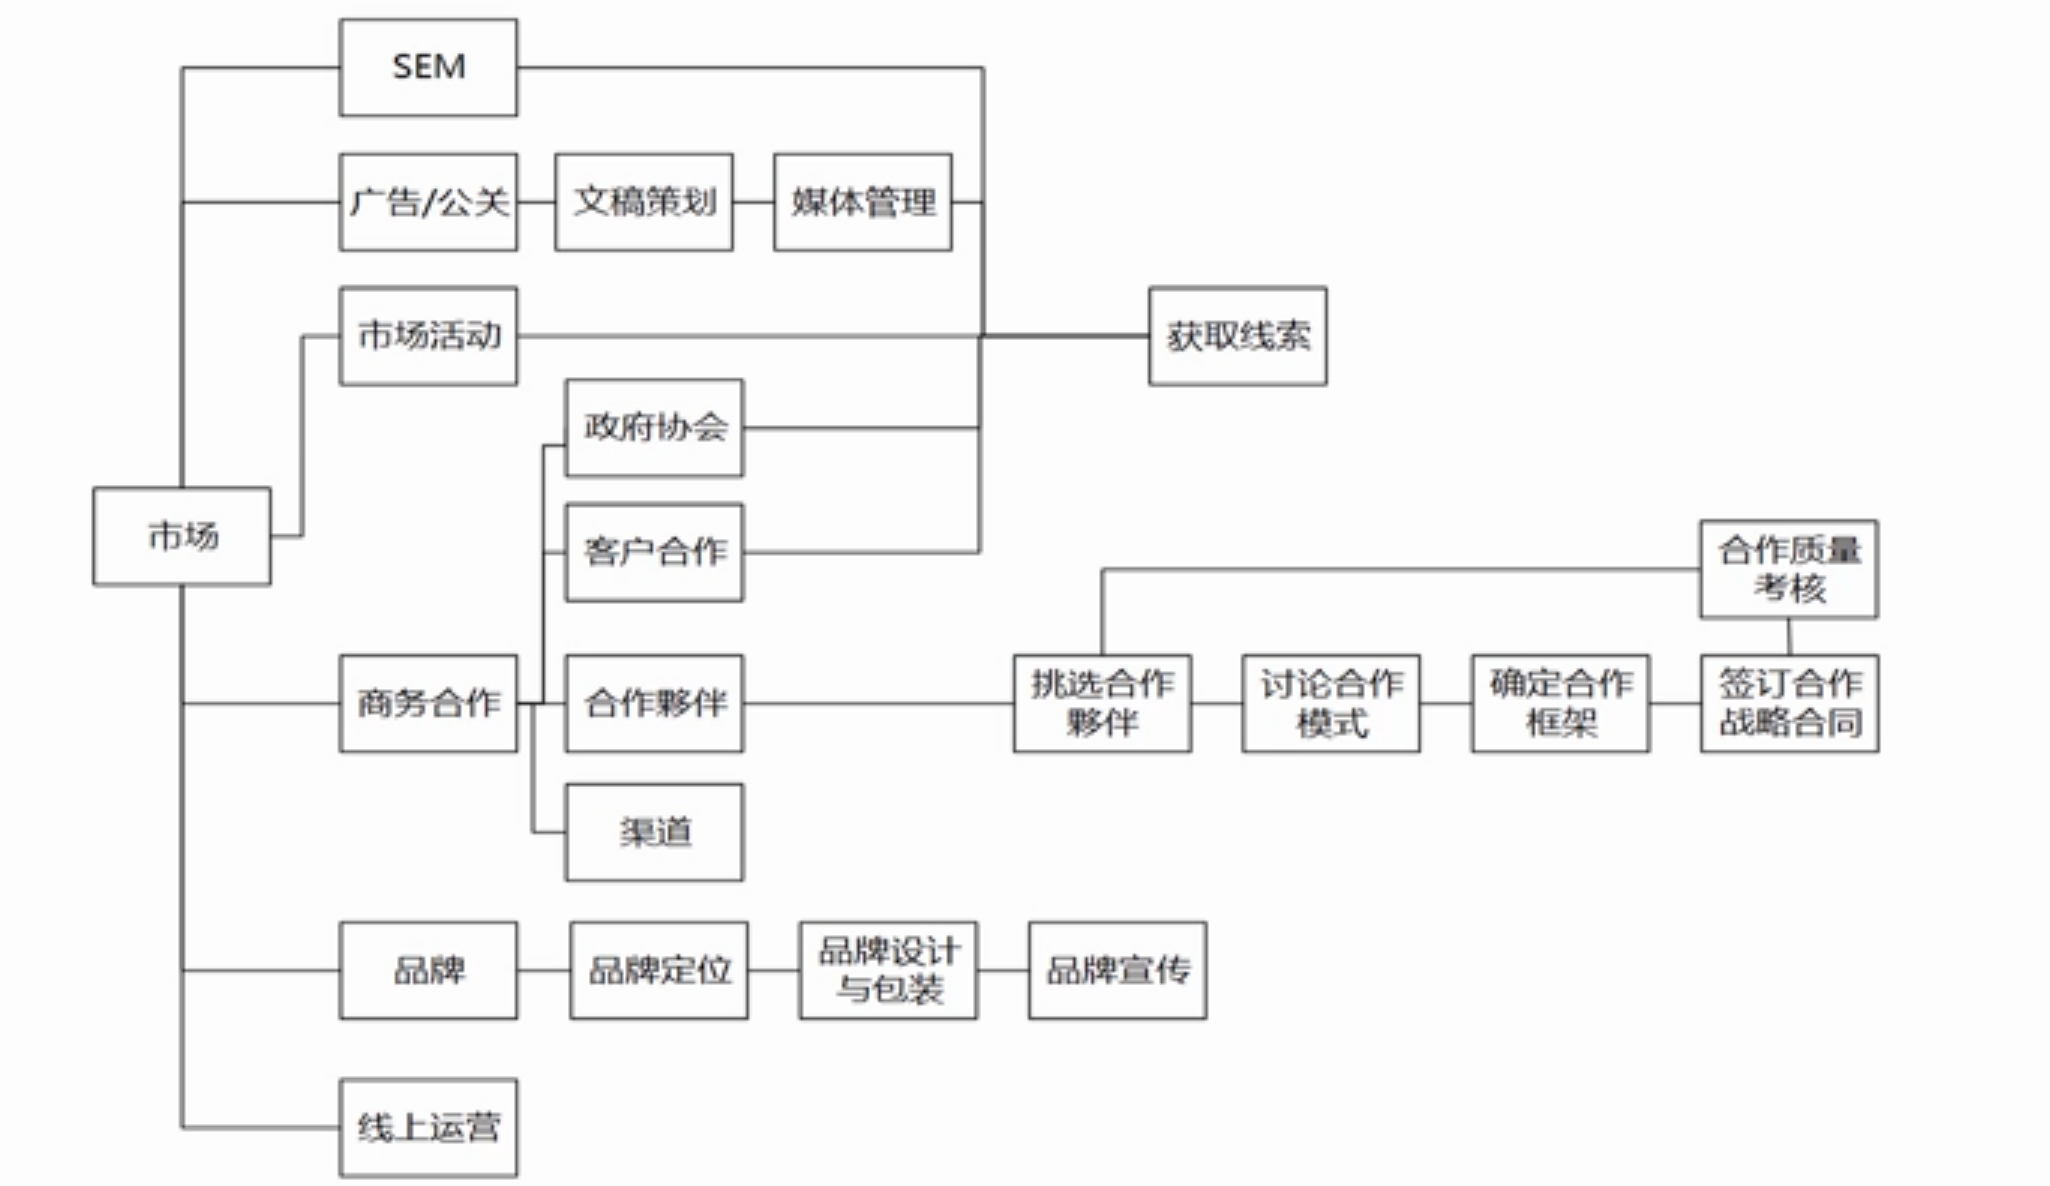 SEM
广告/公关
文稿策划
媒体管理
市场活动
获取线索
政府协会
市场
客户合作
合作质量
考核
商务合作
合作夥伴
挑选合作
夥伴
讨论合作
模式
确定合作
框架
签订合作
战略合同
渠道
品牌
品牌定位
品牌设计
与包装
品牌宣传
线上运营